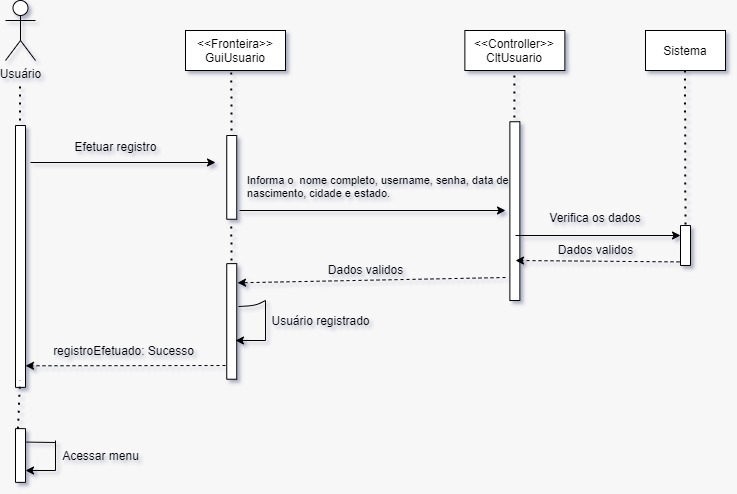 Usuário
<<Fronteira>>
GuiUsuario
<<Controller>>
CltUsuario
Sistema
Efetuar registro
Informa o nome completo, username, senha, data de
nascimento, cidade e estado.
Verifica os dados
Dados validos
Dados validos
Usuário registrado
registroEfetuado: Sucesso
Acessar menu